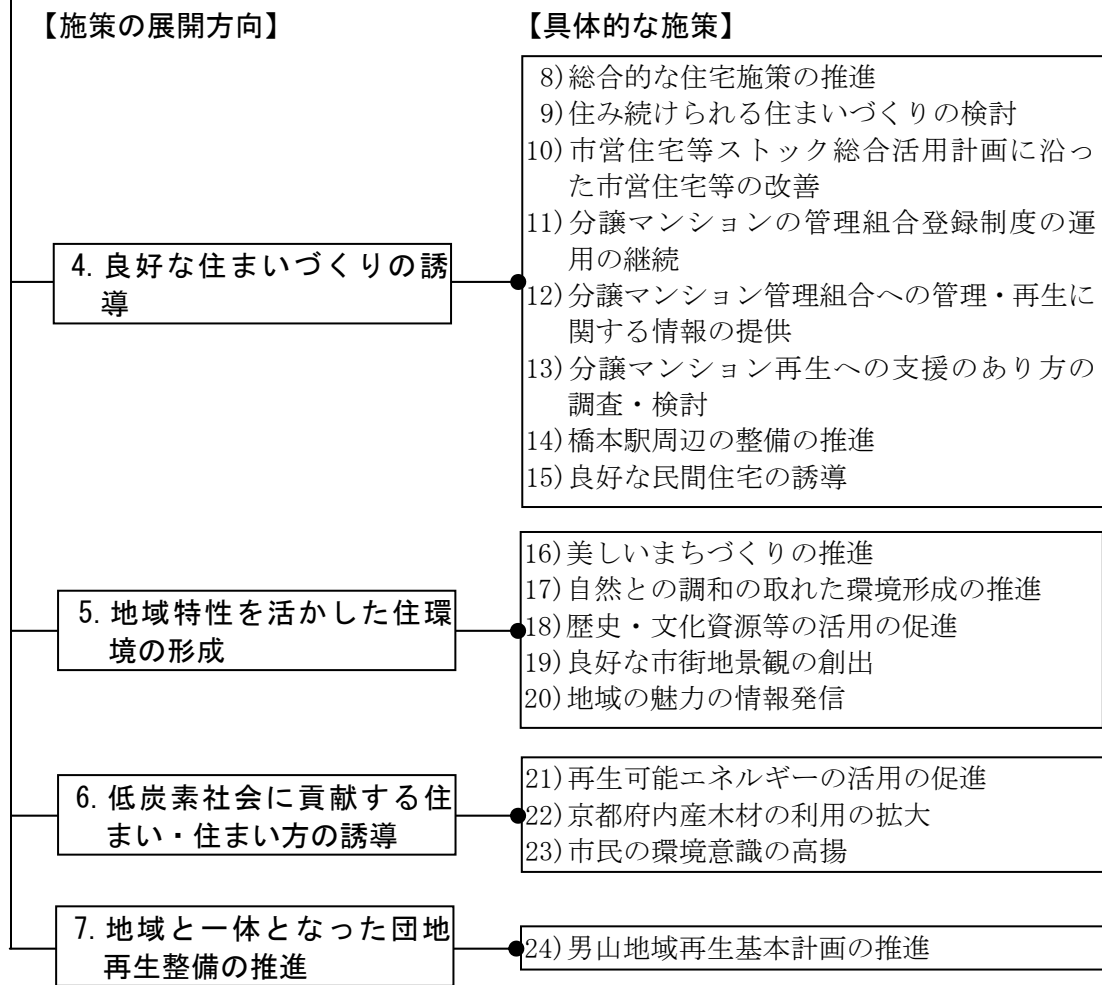 【施策の展開方向】
【具体的な施策】
4. 良好な住まいづくりの誘
導
8)総合的な住宅施策の推進
9)住み続けられる住まいづくりの検討
10)市営住宅等ストック総合活用計画に沿っ
た市営住宅等の改善
11)分譲マンションの管理組合登録制度の運
用の継続
12)分譲マンション管理組合への管理・再生に
関する情報の提供
13)分譲マンション再生への支援のあり方の
調査・検討
14)橋本駅周辺の整備の推進
15)良好な民間住宅の誘導
5. 地域特性を活かした住環
境の形成
16)美しいまちづくりの推進
17)自然との調和の取れた環境形成の推進
18)歴史・文化資源等の活用の促進
19)良好な市街地景観の創出
20)地域の魅力の情報発信
6. 低炭素社会に貢献する住
まい・住まい方の誘導
21)再生可能エネルギーの活用の促進
22)京都府内産木材の利用の拡大
23)市民の環境意識の高揚
7. 地域と一体となった団地
再生整備の推進
24)男山地域再生基本計画の推進